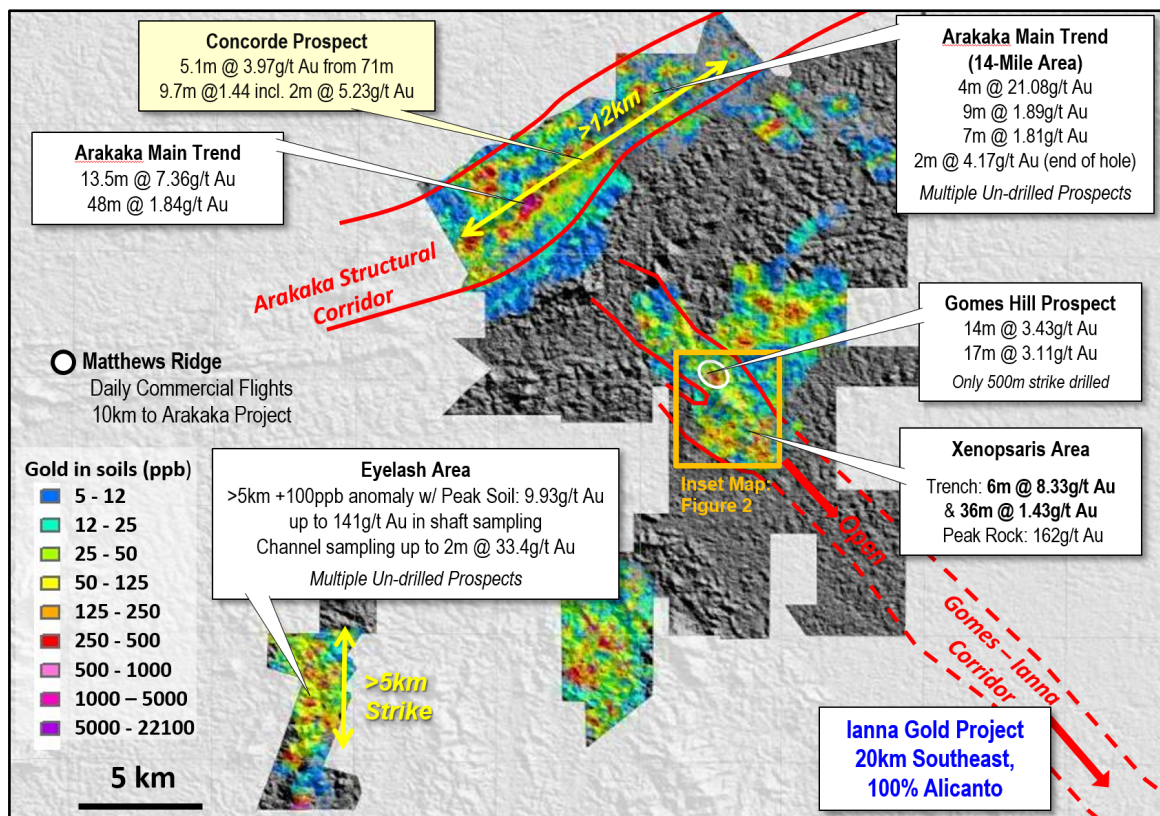 Concorde Prospect
5.1m @ 3.97g/t Au from 71m
9.7m @1.44 incl. 2m @ 5.23g/t Au
Arakaka Main Trend
(14-Mile Area)
4m @ 21.08g/t Au
9m @ 1.89g/t Au
7m @ 1.81g/t Au
2m @ 4.17g/t Au (end of hole)
Multiple Un-drilled Prospects
>12km
Arakaka Main Trend
13.5m @ 7.36g/t Au
48m @ 1.84g/t Au
Arakaka Structural
Corridor
Gomes Hill Prospect
14m @ 3.43g/t Au
17m @ 3.11g/t Au
Only 500m strike drilled
Matthews Ridge
Daily Commercial Flights
10km to Arakaka Project
Xenopsaris Area
Trench: 6m @ 8.33g/t Au
& 36m @ 1.43g/t Au
Peak Rock: 162g/t Au
Inset Map:
Figure 2
Open
Gold in soils (ppb)
5 - 12
12 - 25
25 - 50
50 - 125
125 - 250
250 - 500
500 - 1000
1000 – 5000
5000 - 22100
Eyelash Area
>5km +100ppb anomaly w/ Peak Soil: 9.93g/t Au
up to 141g/t Au in shaft sampling
Channel sampling up to 2m @ 33.4g/t Au
Multiple Un-drilled Prospects
>5km
Strike
Gomes – Ianna
Corridor
Ianna Gold Project
20km Southeast,
100% Alicanto
5 km